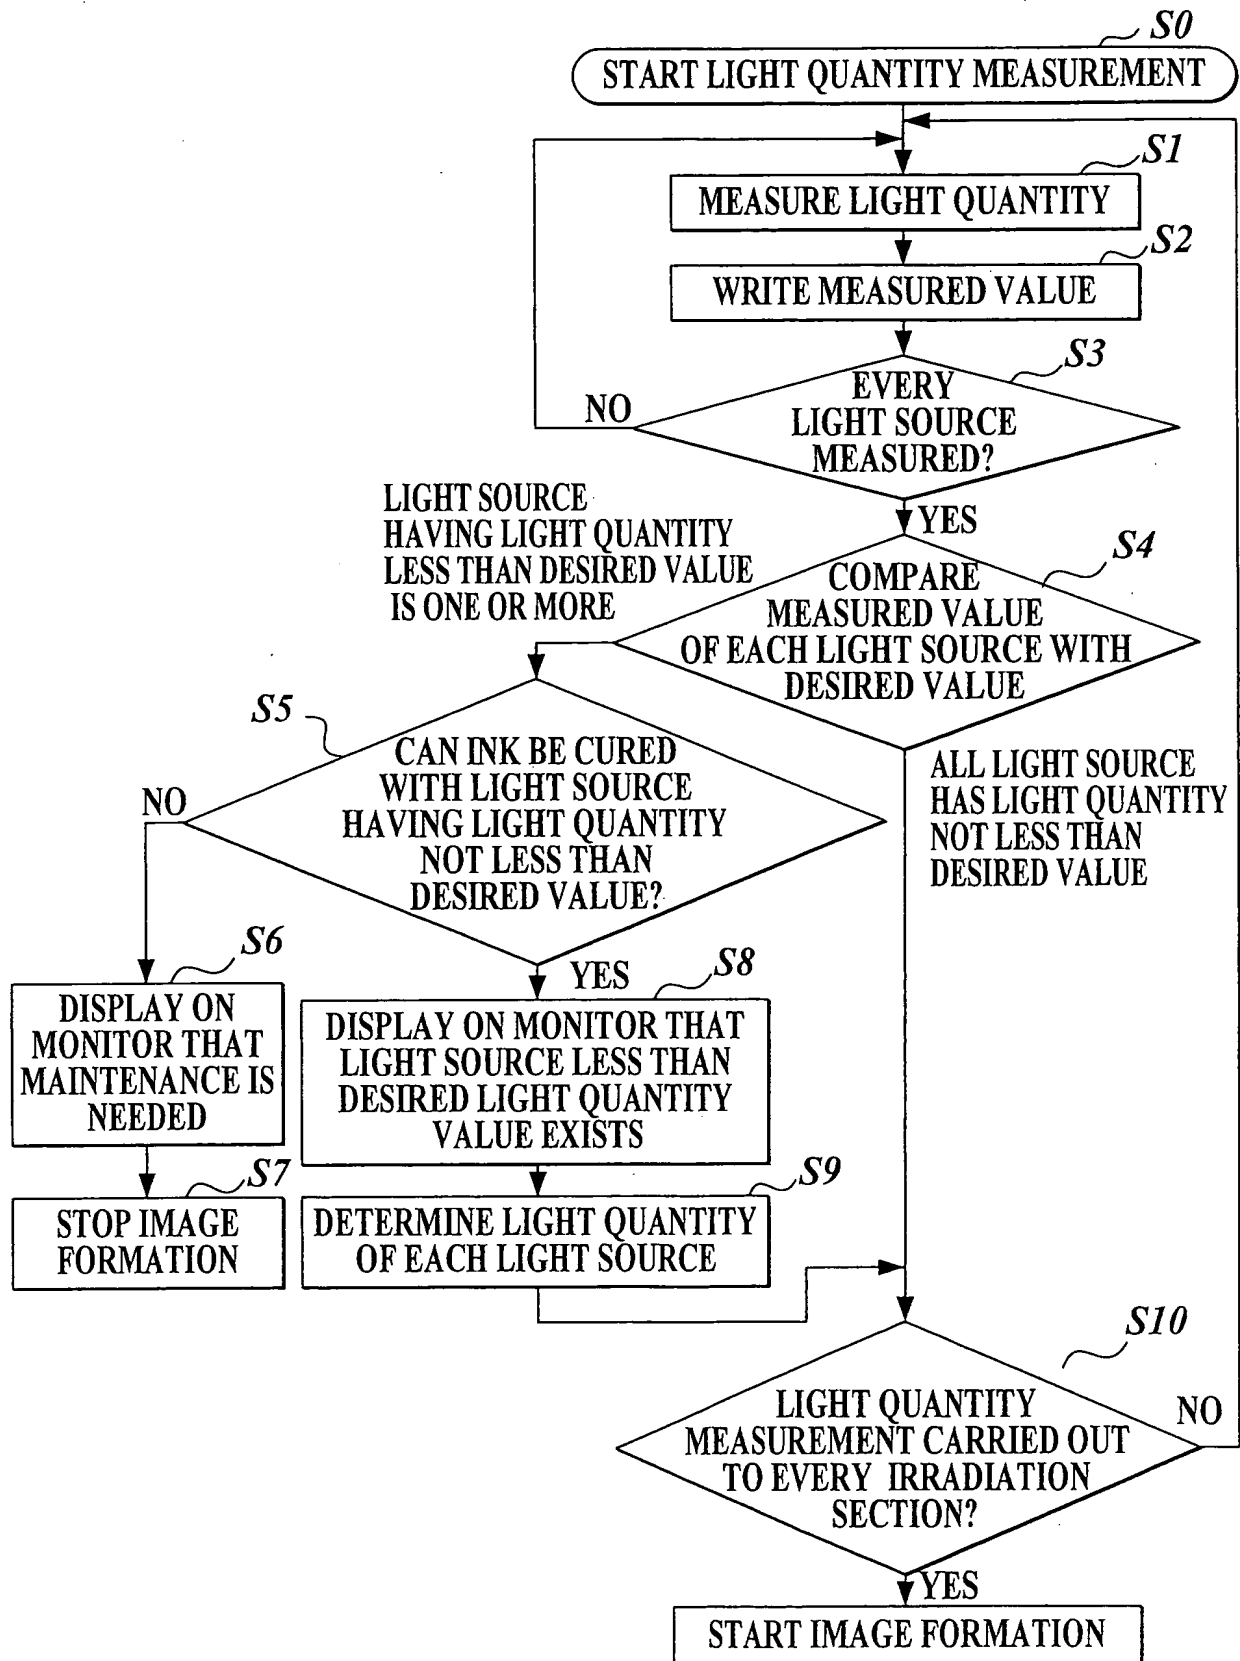 S0
START LIGHT QUANTITY MEASUREMENT
S1
MEASURE LIGHT QUANTITY
S2
WRITE MEASURED VALUE
S3
EVERY
LIGHT SOURCE
MEASURED?
NO
YES
LIGHT SOURCE
HAVING LIGHT QUANTITY
LESS THAN DESIRED VALUE
IS ONE OR MORE
S4
COMPARE
MEASURED VALUE
OF EACH LIGHT SOURCE WITH
DESIRED VALUE
ALL LIGHT SOURCE
HAS LIGHT QUANTITY
NOT LESS THAN
DESIRED VALUE
S5
CAN INK BE CURED
WITH LIGHT SOURCE
HAVING LIGHT QUANTITY
NOT LESS THAN
DESIRED VALUE?
NO
YES
S6
DISPLAY ON
MONITOR THAT
MAINTENANCE IS
NEEDED
S7
STOP IMAGE
FORMATION
S8
DISPLAY ON MONITOR THAT
LIGHT SOURCE LESS THAN
DESIRED LIGHT QUANTITY
VALUE EXISTS
S9
DETERMINE LIGHT QUANTITY
OF EACH LIGHT SOURCE
S10
LIGHT QUANTITY
MEASUREMENT CARRIED OUT
TO EVERY IRRADIATION
SECTION?
NO
YES
START IMAGE FORMATION